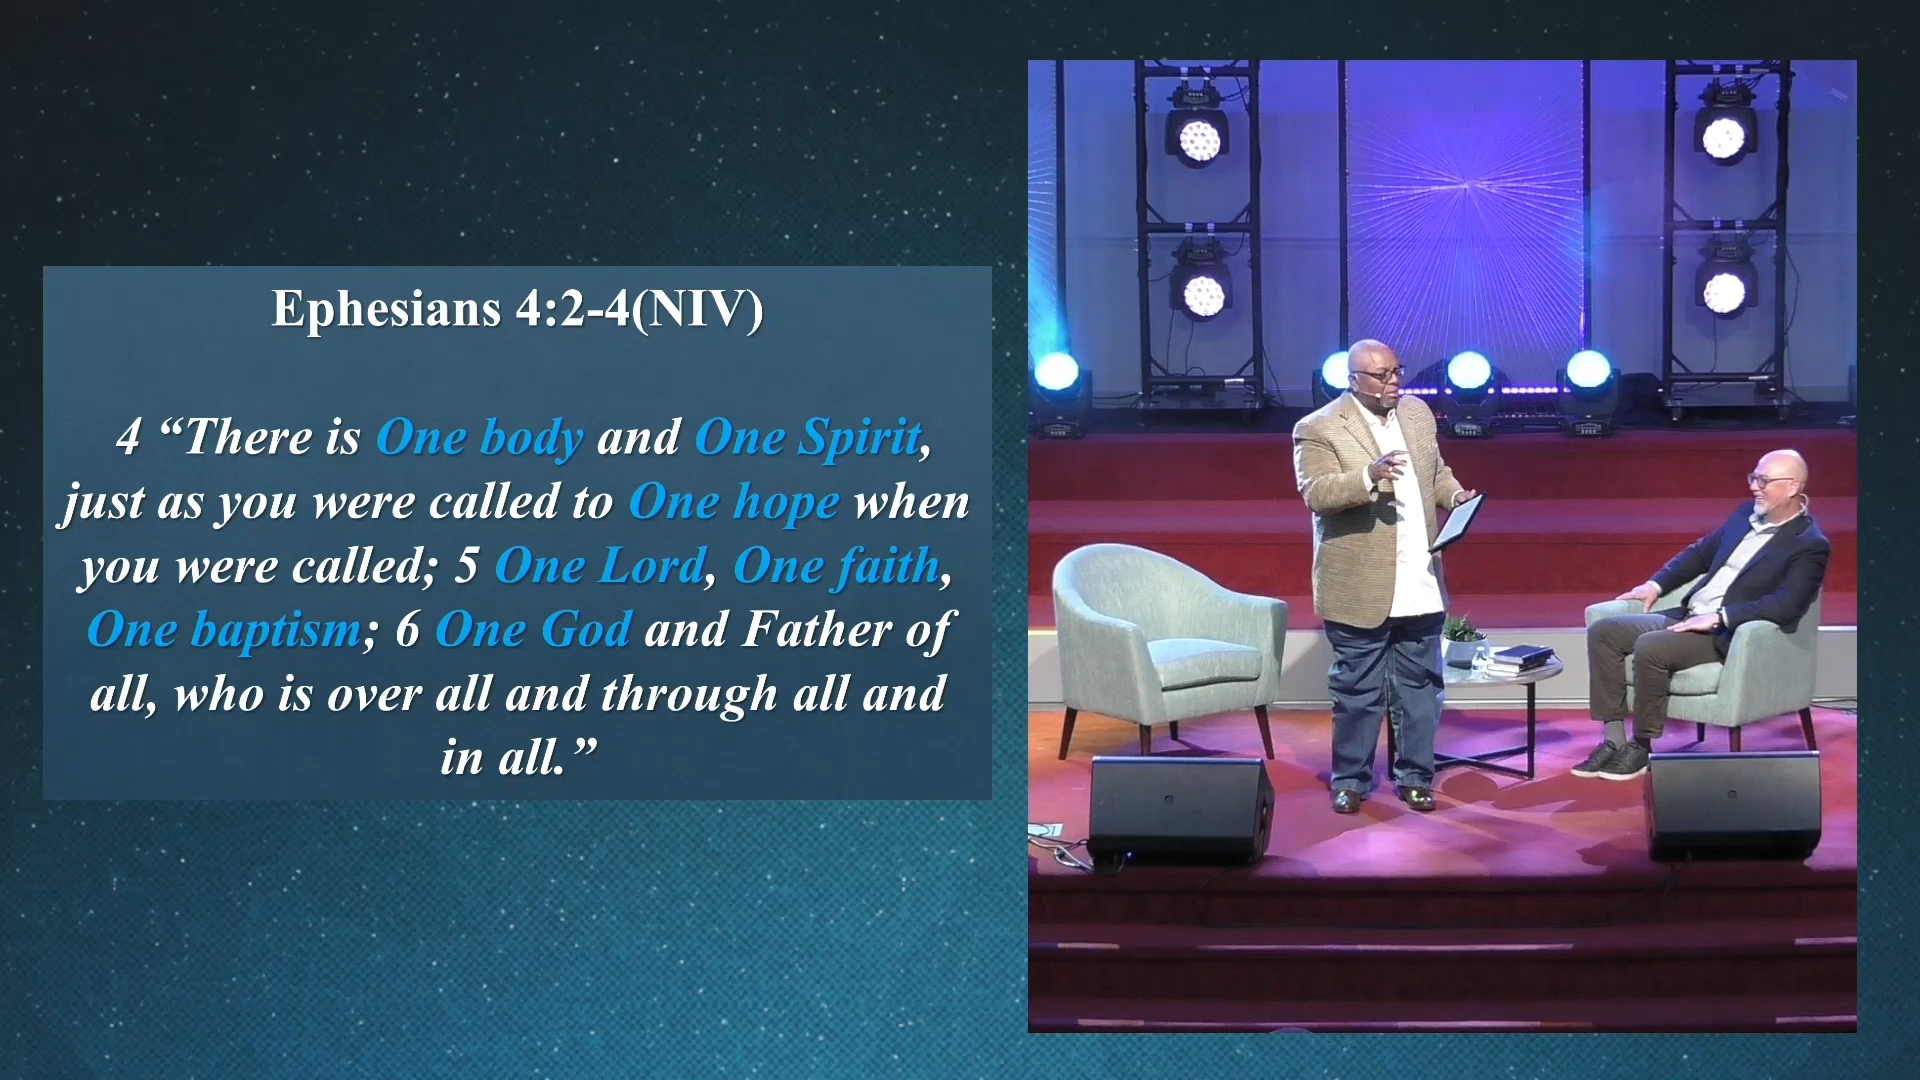 Ephesians 4:2-4(NIV)
4 “There is One body and One Spirit,
just as you were called to One hope when
you were called; 5 One Lord, One faith,
One baptism; 6 One God and Father of
all, who is over all and through all and
in all.”